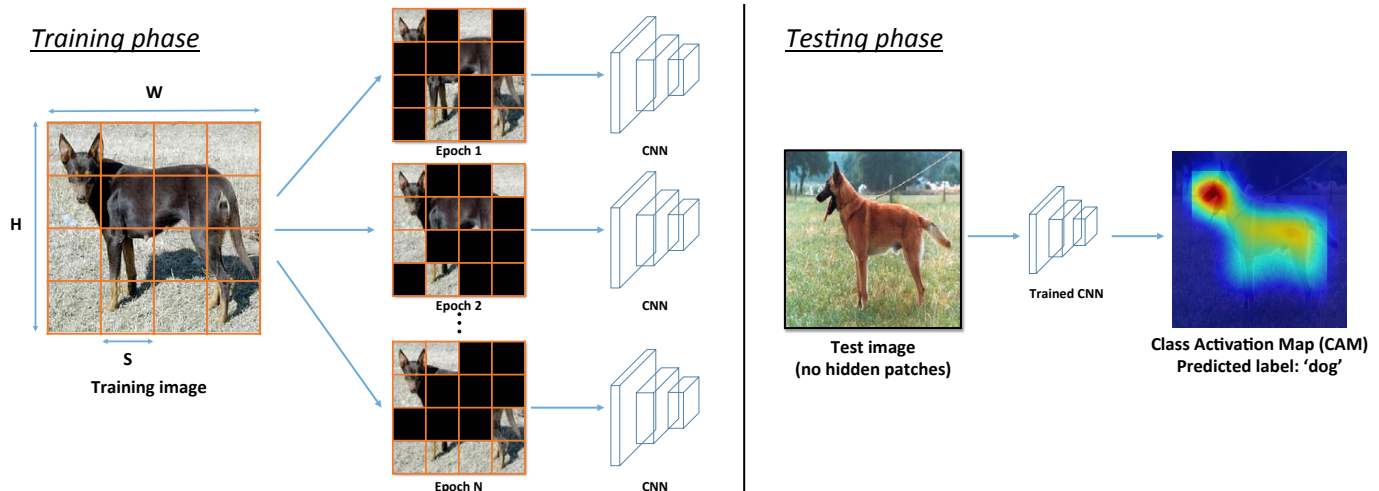 Training phase
W
H
S
Training image
Epoch 1
CNN
Epoch 2
CNN
Epoch N
CNN
Testing phase
Test image
(no hidden patches)
Trained CNN
Class Activation Map (CAM)
Predicted label: ‘dog’